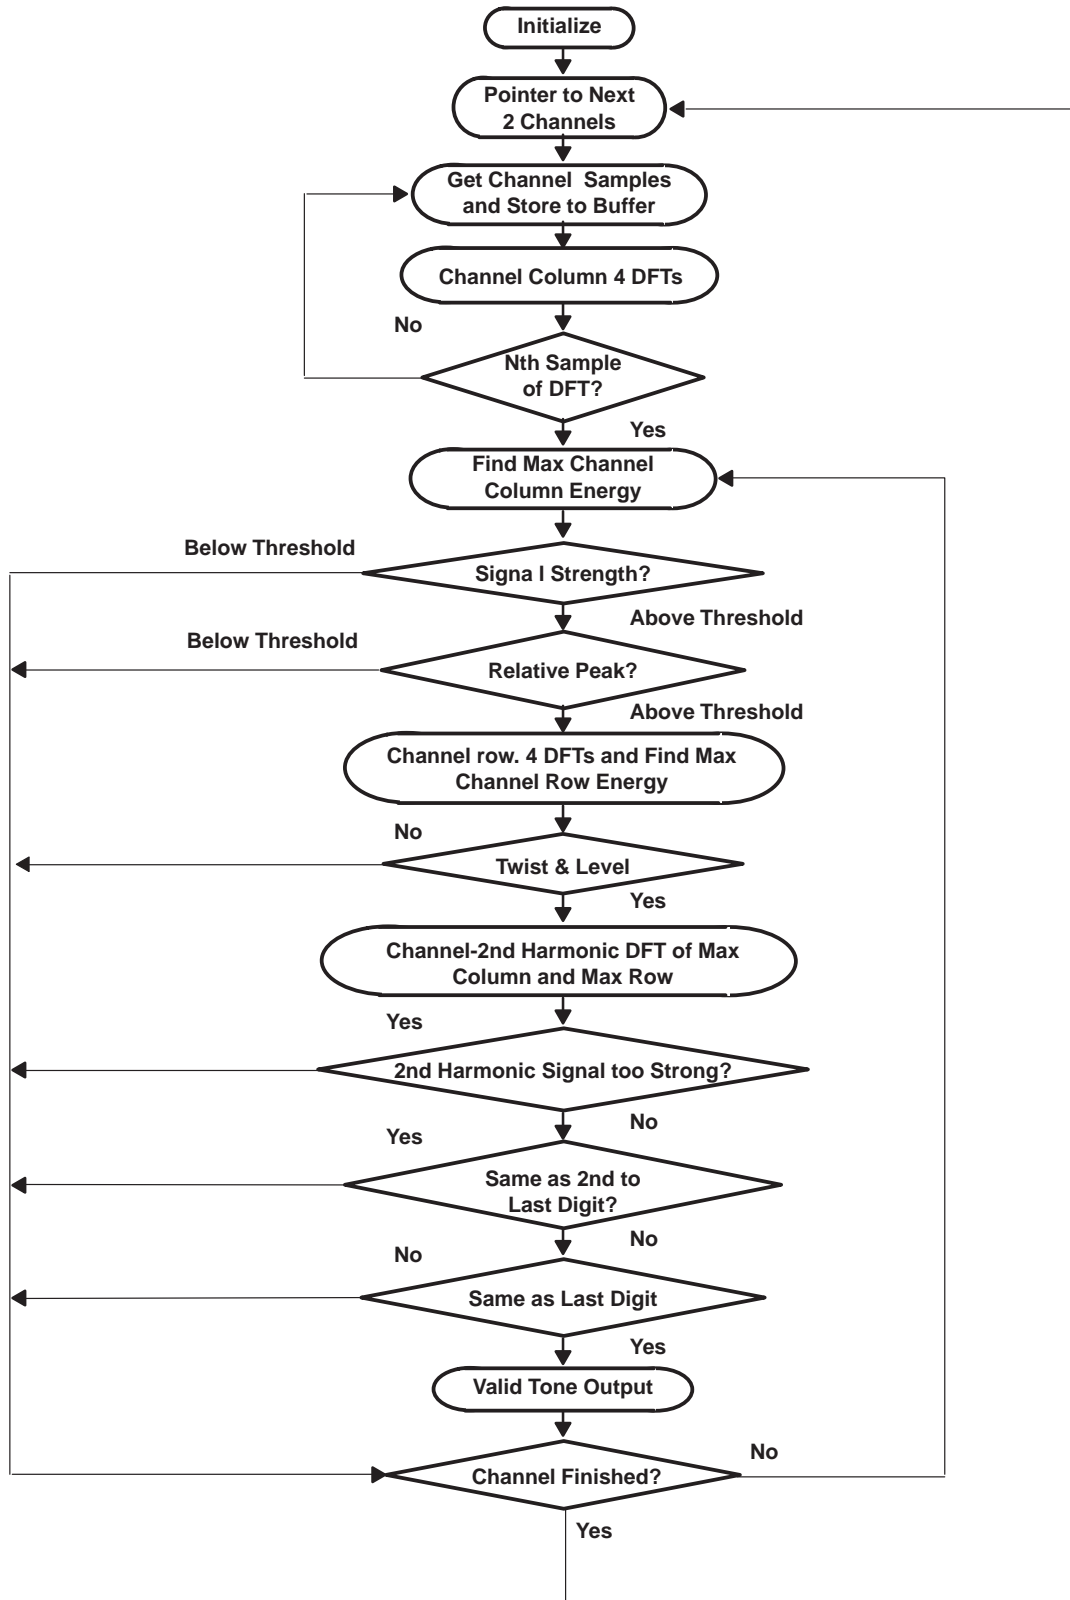 Initialize
Pointer to Next
2 Channels
Get Channel Samples
and Store to Buffer
Channel Column 4 DFTs
No
Nth Sample
of DFT?
Yes
Find Max Channel
Column Energy
Below Threshold
Signa l Strength?
Above Threshold
Below Threshold
Relative Peak?
Above Threshold
Channel row. 4 DFTs and Find Max
Channel Row Energy
No
Twist & Level
Yes
Channel-2nd Harmonic DFT of Max
Column and Max Row
Yes
2nd Harmonic Signal too Strong?
No
Yes
Same as 2nd to
Last Digit?
No
No
Same as Last Digit
Yes
Valid Tone Output
No
Channel Finished?
Yes